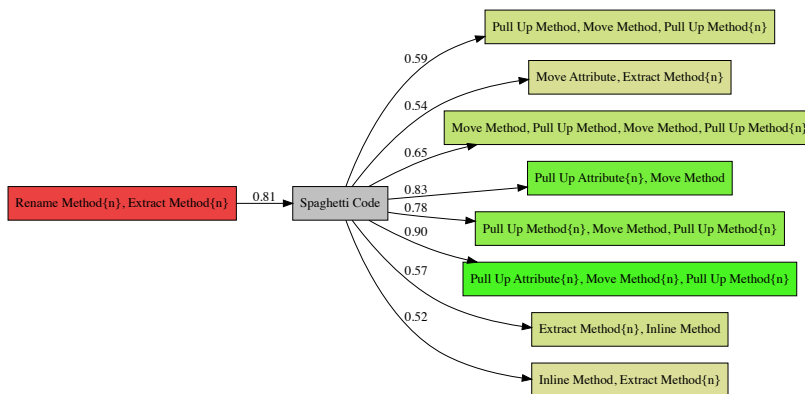 Pull Up Method, Move Method, Pull Up Method{n}
0.59
Move Attribute, Extract Method{n}
0.54
Move Method, Pull Up Method, Move Method, Pull Up Method{n}
0.65
Pull Up Attribute{n}, Move Method
0.83
Rename Method{n}, Extract Method{n}
0.81
Spaghetti Code
0.78
Pull Up Method{n}, Move Method, Pull Up Method{n}
0.90
Pull Up Attribute{n}, Move Method{n}, Pull Up Method{n}
0.57
Extract Method{n}, Inline Method
0.52
Inline Method, Extract Method{n}